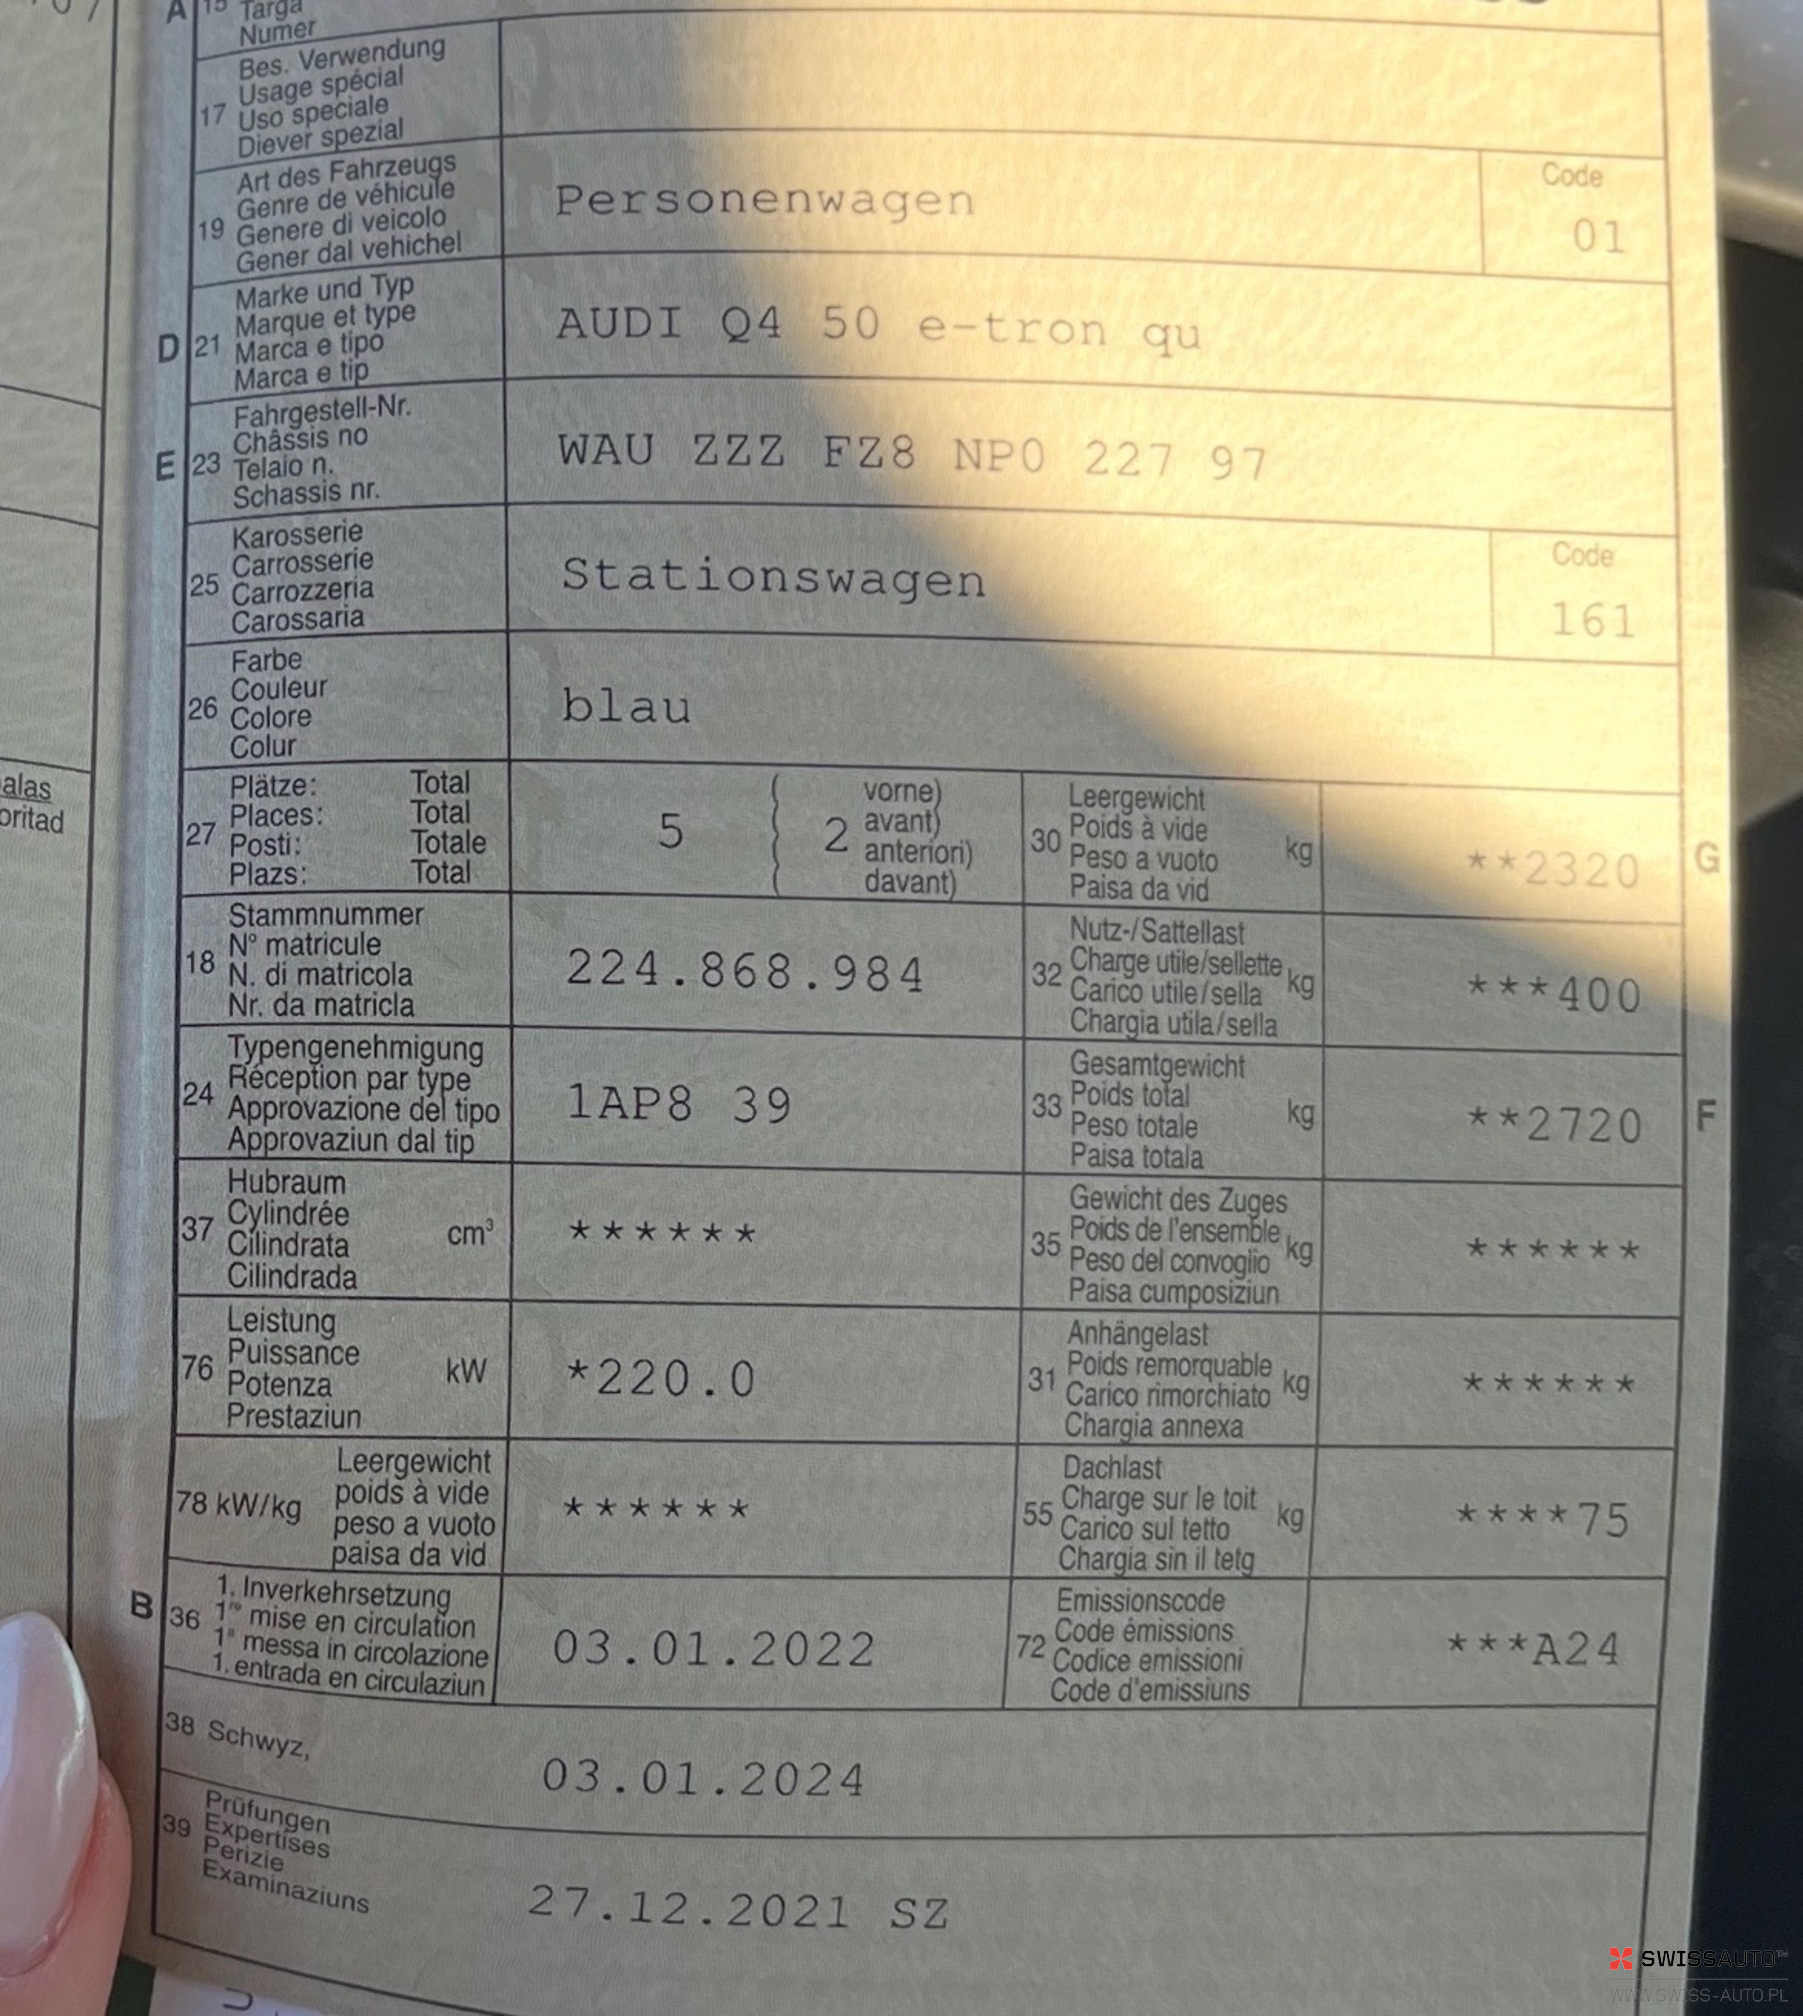 A 15 Targa
Numer
17 Bes. Verwendung
Usage spécial
Uso speciale
Diever spezial
19 Art des Fahrzeugs
Genre de véhicule
Genere di veicolo
Gener dal vehichel
Personenwagen
Code
01
D 21 Marke und Typ
Marque et type
Marca e tipo
Marca e tip
AUDI Q4 50 e-tron qu
E 23 Fahrgestell-Nr.
Châssis no
Telaio n.
Schassis nr.
WAU ZZZ FZ8 NP0 227 97
25 Karosserie
Carrosserie
Carrozzeria
Carossaria
Stationswagen
Code
161
26 Farbe
Couleur
Colore
Colur
blau
27 Plätze: Total
Places: Total
Posti: Totale
Plazs: Total
5 ( 2 vorne)
avant)
anteriori)
davant)
30 Leergewicht
Poids à vide
Peso a vuoto
Paisa da vid
kg
**2320 G
18 Stammnummer
N° matricule
N. di matricola
Nr. da matricla
224.868.984
32 Nutz-/Sattellast
Charge utile/sellette
Carico utile/sella
Chargia utila/sella
kg
***400
24 Typengenehmigung
Réception par type
Approvazione del tipo
Approvaziun dal tip
1AP8 39
33 Gesamtgewicht
Poids total
Peso totale
Paisa totala
kg
**2720 F
37 Hubraum
Cylindrée
Cilindrata
Cilindrada
cm³
******
35 Gewicht des Zuges
Poids de l'ensemble
Peso del convoglio
Paisa cumposiziun
kg
******
76 Leistung
Puissance
Potenza
Prestaziun
kW
*220.0
31 Anhängelast
Poids remorquable
Carico rimorchiato
Chargia annexa
kg
******
78 kW/kg Leergewicht
poids à vide
peso a vuoto
paisa da vid
******
55 Dachlast
Charge sur le toit
Carico sul tetto
Chargia sin il tetg
kg
****75
B 36 1. Inverkehrsetzung
1re mise en circulation
1a messa in circolazione
1. entrada en circulaziun
03.01.2022
72 Emissionscode
Code émissions
Codice emissioni
Code d'emissiuns
***A24
38 Schwyz,
03.01.2024
39 Prüfungen
Expertises
Perizie
Examinaziuns
27.12.2021 SZ
alas
oritad
SWISSAUTO™
WWW.SWISS-AUTO.PL